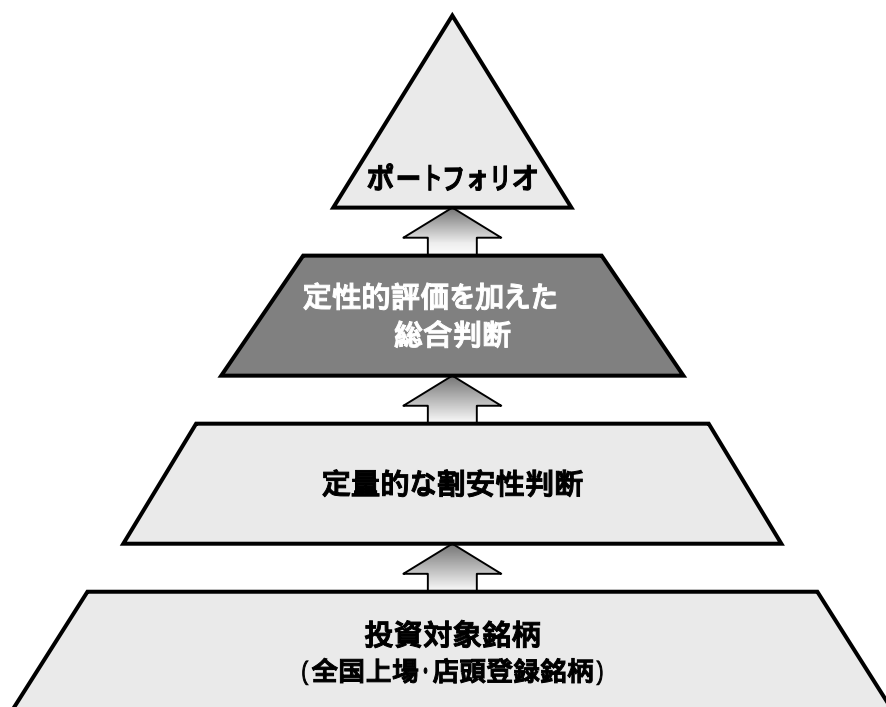 ポートフォリオ
定性的評価を加えた
総合判断
定量的な割安性判断
投資対象銘柄
(全国上場・店頭登録銘柄)